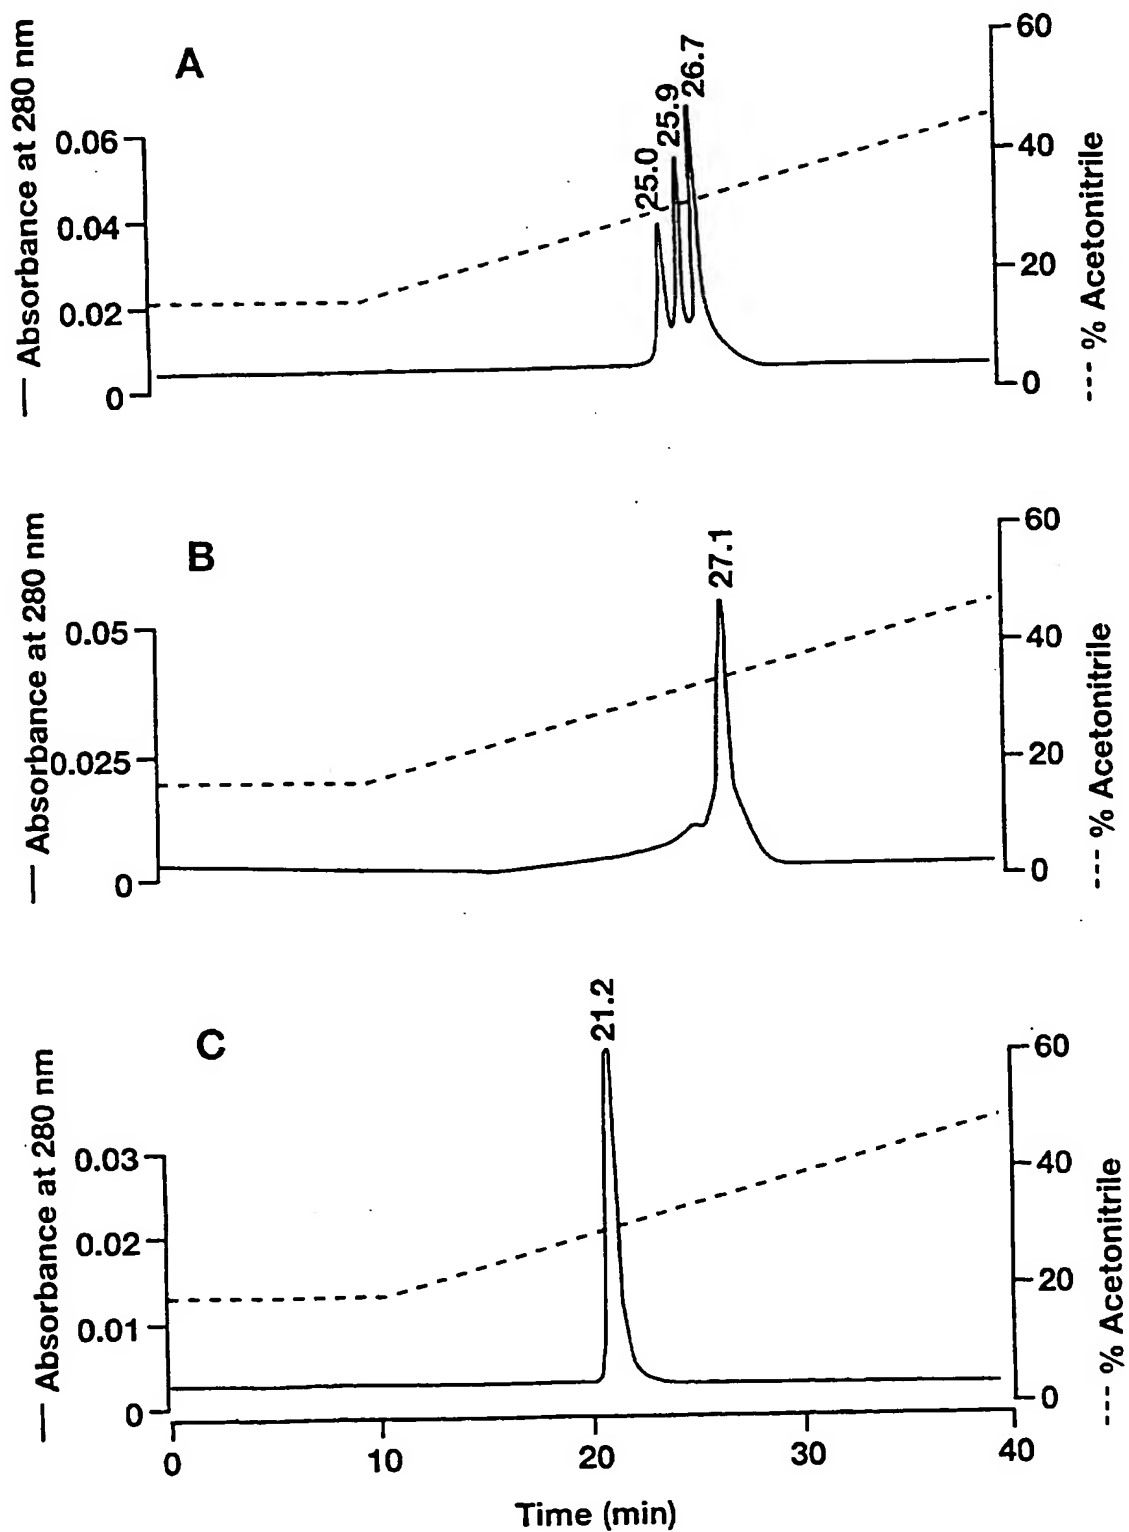 A
— Absorbance at 280 nm
0.06
0.04
0.02
0
25.0
25.9
26.7
60
40
20
0
--- % Acetonitrile
B
— Absorbance at 280 nm
0.05
0.025
0
27.1
60
40
20
0
--- % Acetonitrile
C
— Absorbance at 280 nm
0.03
0.02
0.01
0
21.2
60
40
20
0
--- % Acetonitrile
0 10 20 30 40
Time (min)